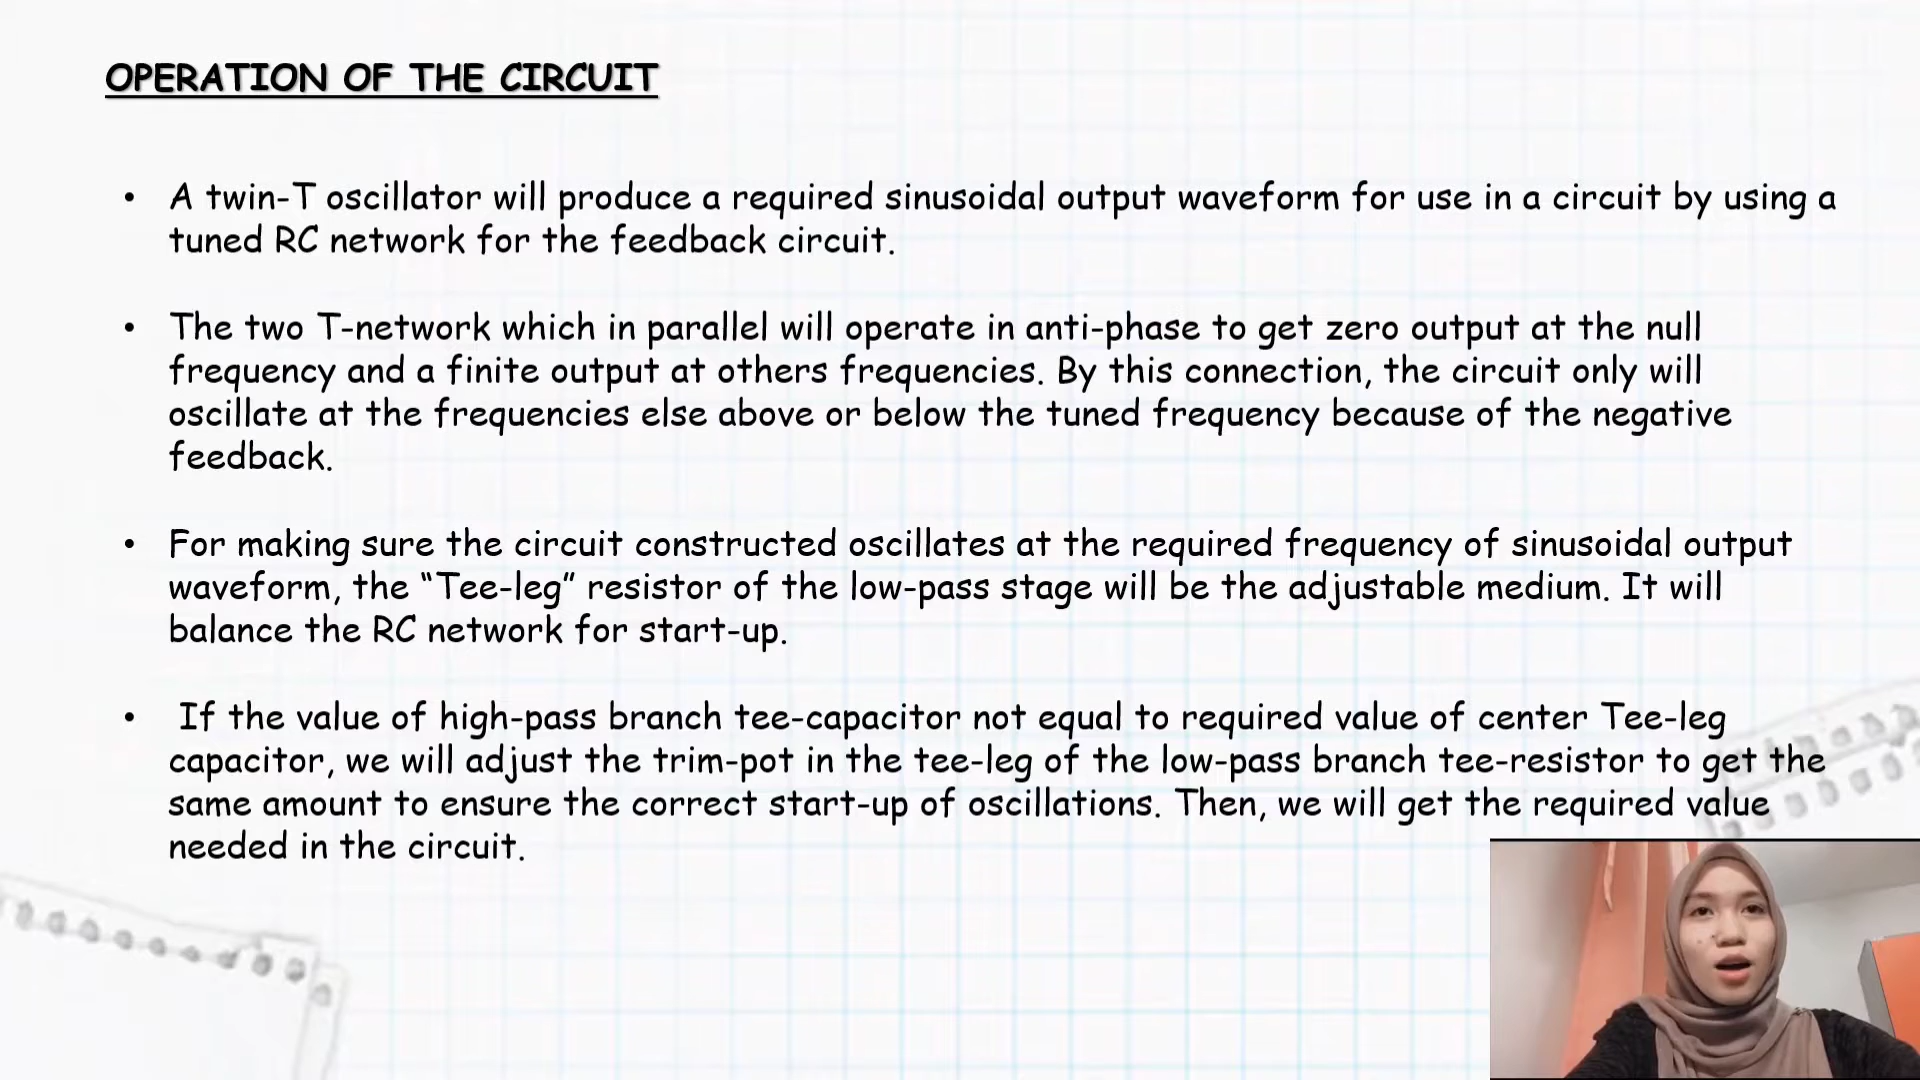 OPERATION OF THE CIRCUIT
• A twin-T oscillator will produce a required sinusoidal output waveform for use in a circuit by using a
tuned RC network for the feedback circuit.
• The two T-network which in parallel will operate in anti-phase to get zero output at the null
frequency and a finite output at others frequencies. By this connection, the circuit only will
oscillate at the frequencies else above or below the tuned frequency because of the negative
feedback.
• For making sure the circuit constructed oscillates at the required frequency of sinusoidal output
waveform, the “Tee-leg” resistor of the low-pass stage will be the adjustable medium. It will
balance the RC network for start-up.
• If the value of high-pass branch tee-capacitor not equal to required value of center Tee-leg
capacitor, we will adjust the trim-pot in the tee-leg of the low-pass branch tee-resistor to get the
same amount to ensure the correct start-up of oscillations. Then, we will get the required value
needed in the circuit.